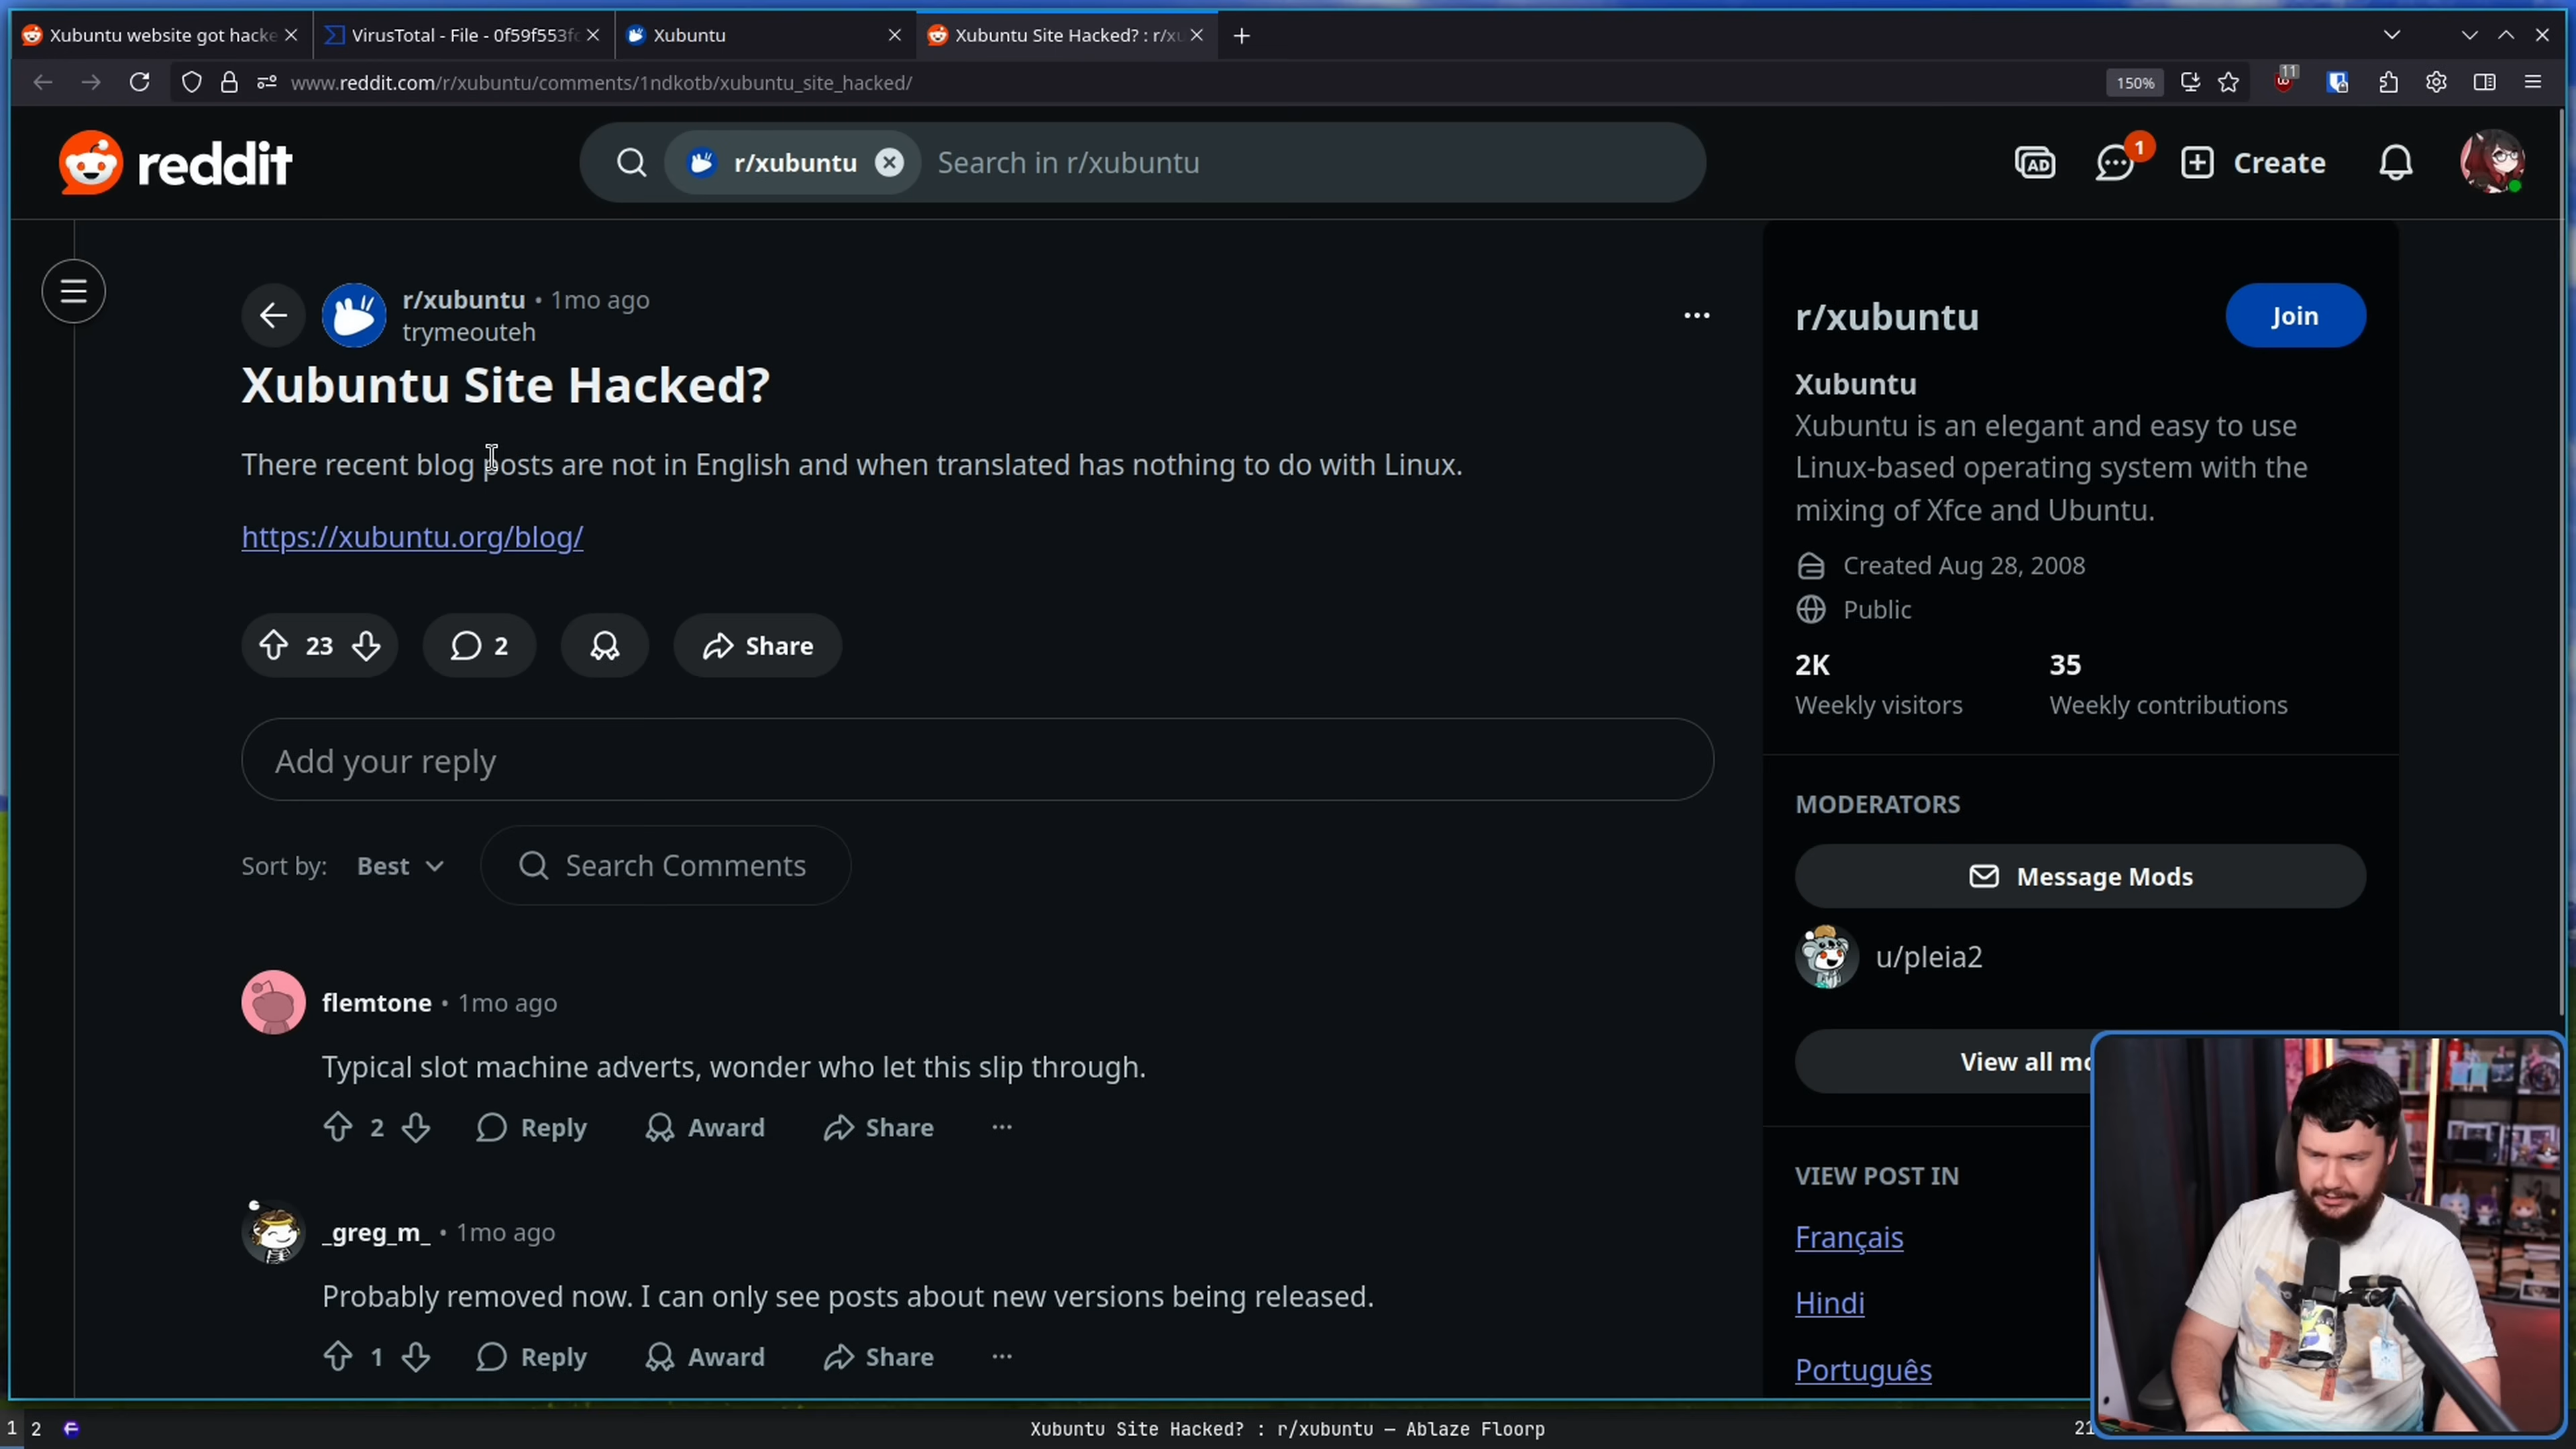 Xubuntu website got hacke
VirusTotal - File - 0f59f553f
Xubuntu
Xubuntu Site Hacked? : r/xu
www.reddit.com/r/xubuntu/comments/1ndkotb/xubuntu_site_hacked/
150%
11
reddit
r/xubuntu
Search in r/xubuntu
AD
1
Create
r/xubuntu • 1mo ago
trymeouteh
Xubuntu Site Hacked?
There recent blog posts are not in English and when translated has nothing to do with Linux.
https://xubuntu.org/blog/
23
2
Share
Add your reply
Sort by: Best
Search Comments
flemtone • 1mo ago
Typical slot machine adverts, wonder who let this slip through.
2
Reply
Award
Share
_greg_m_ • 1mo ago
Probably removed now. I can only see posts about new versions being released.
1
Reply
Award
Share
r/xubuntu
Join
Xubuntu
Xubuntu is an elegant and easy to use
Linux-based operating system with the
mixing of Xfce and Ubuntu.
Created Aug 28, 2008
Public
2K
35
Weekly visitors
Weekly contributions
MODERATORS
Message Mods
u/pleia2
View all mo
VIEW POST IN
Français
Hindi
Português
1 2
Xubuntu Site Hacked? : r/xubuntu — Ablaze Floorp
21